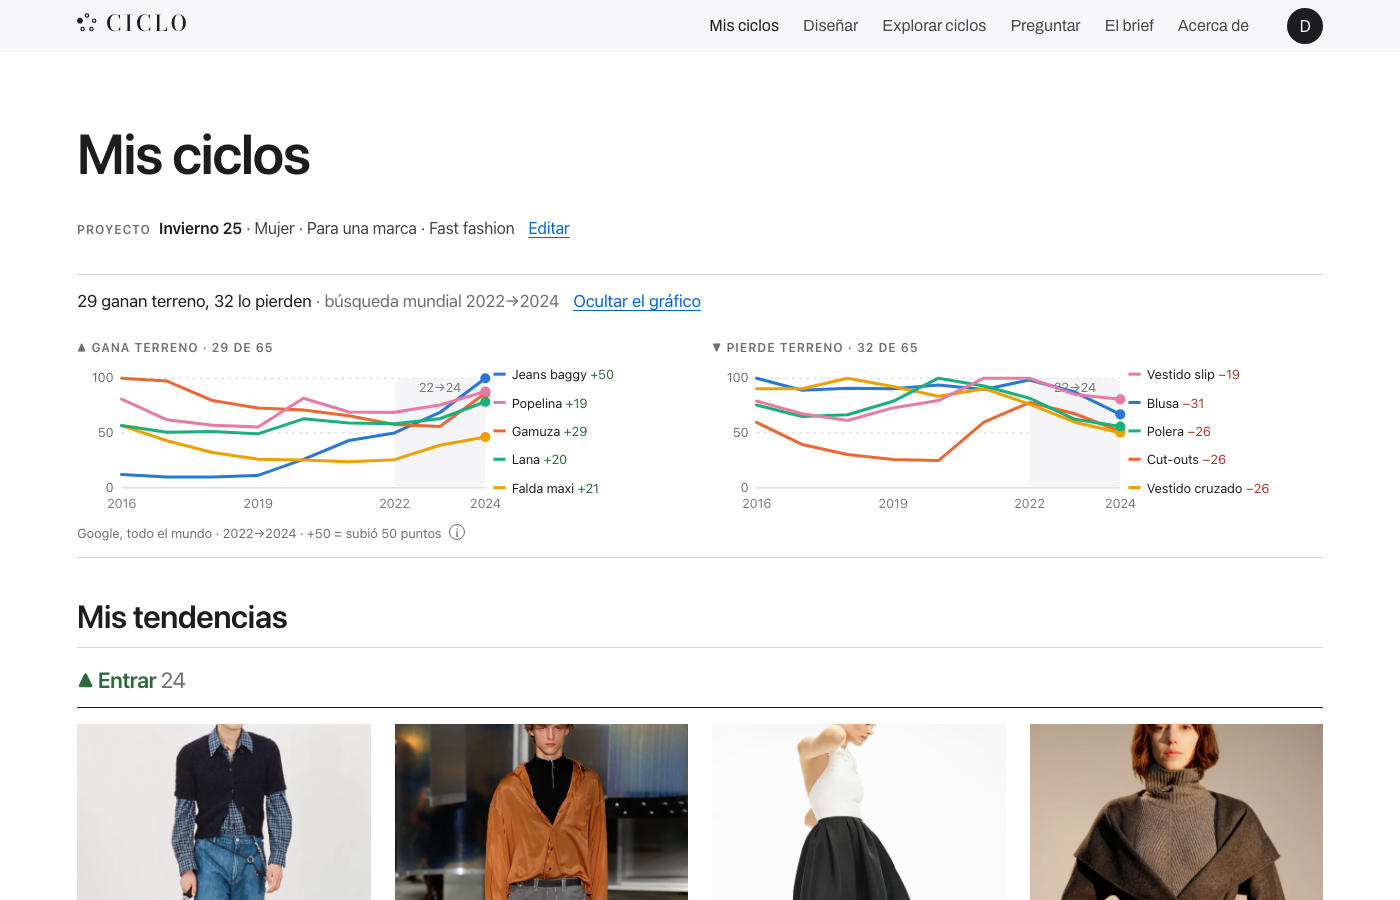 CICLO
Mis ciclos
Diseñar
Explorar ciclos
Preguntar
El brief
Acerca de
D
Mis ciclos
PROYECTO Invierno 25 · Mujer · Para una marca · Fast fashion Editar
29 ganan terreno, 32 lo pierden · búsqueda mundial 2022→2024 Ocultar el gráfico
▲ GANA TERRENO · 29 DE 65
100
50
0
22→24
2016
2019
2022
2024
Jeans baggy +50
Popelina +19
Gamuza +29
Lana +20
Falda maxi +21
▼ PIERDE TERRENO · 32 DE 65
100
50
0
22→24
2016
2019
2022
2024
Vestido slip −19
Blusa −31
Polera −26
Cut-outs −26
Vestido cruzado −26
Google, todo el mundo · 2022→2024 · +50 = subió 50 puntos
Mis tendencias
▲ Entrar 24